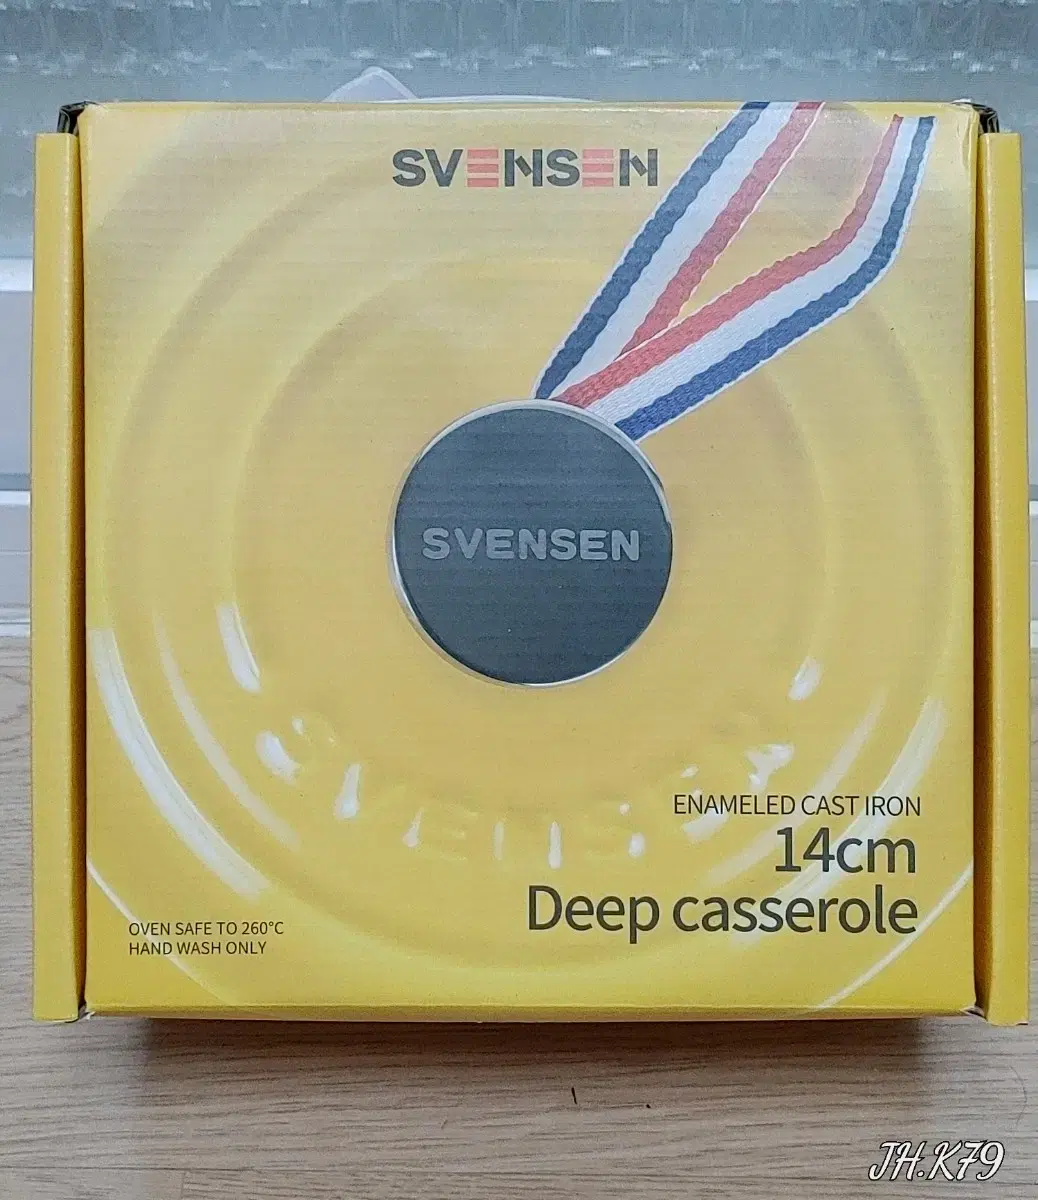 SVENSEN
SVENSEN
ENAMELED CAST IRON
14cm
Deep casserole
OVEN SAFE TO 260°C
HAND WASH ONLY
JH.K79